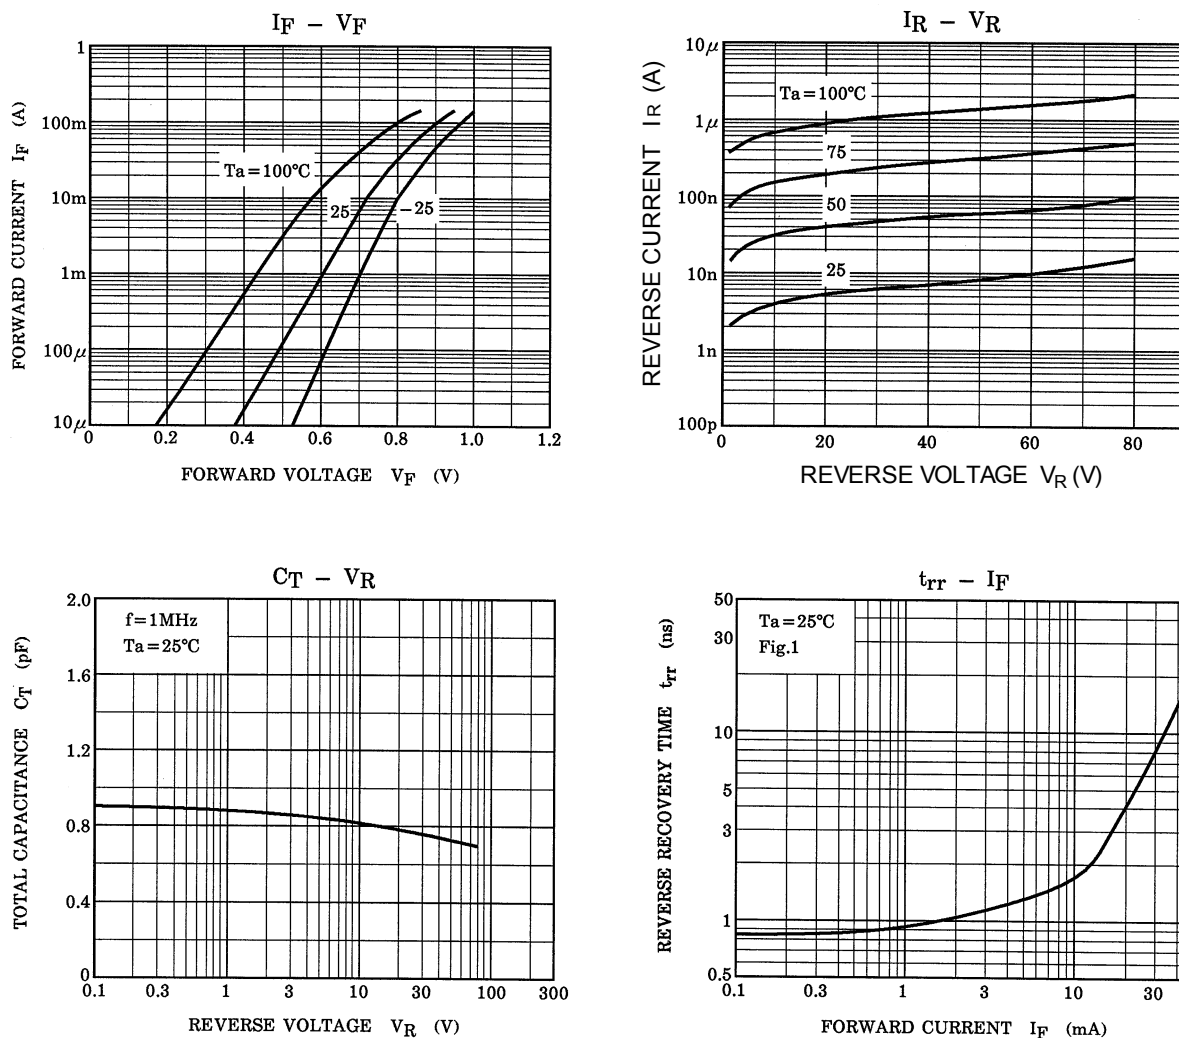 IF – VF
FORWARD CURRENT IF (A)
1
100m
10m
1m
100μ
10μ
Ta=100°C
25
−25
0 0.2 0.4 0.6 0.8 1.0 1.2
FORWARD VOLTAGE VF (V)
IR – VR
REVERSE CURRENT IR (A)
10μ
1μ
100n
10n
1n
100p
Ta=100°C
75
50
25
0 20 40 60 80
REVERSE VOLTAGE VR (V)
CT – VR
TOTAL CAPACITANCE CT (pF)
2.0
1.6
1.2
0.8
0.4
0
f=1MHz
Ta=25°C
0.1 0.3 1 3 10 30 100 300
REVERSE VOLTAGE VR (V)
trr – IF
REVERSE RECOVERY TIME trr (ns)
50
30
10
5
3
1
0.5
Ta=25°C
Fig.1
0.1 0.3 1 3 10 30
FORWARD CURRENT IF (mA)